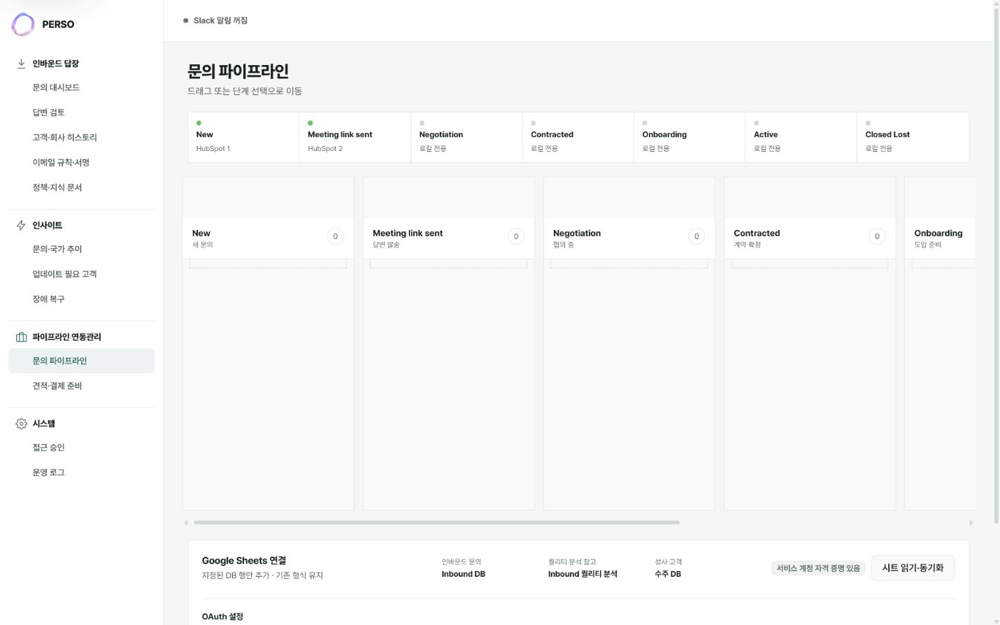 PERSO
인바운드 답장
문의 대시보드
답변 검토
고객·회사 히스토리
이메일 규칙·서명
정책·지식 문서
인사이트
문의·국가 추이
업데이트 필요 고객
장애 복구
파이프라인 연동관리
문의 파이프라인
견적·결제 준비
시스템
접근 승인
운영 로그
Slack 알림 꺼짐
문의 파이프라인
드래그 또는 단계 선택으로 이동
New
HubSpot 1
Meeting link sent
HubSpot 2
Negotiation
로컬 전용
Contracted
로컬 전용
Onboarding
로컬 전용
Active
로컬 전용
Closed Lost
로컬 전용
New
새 문의
0
Meeting link sent
답변 발송
0
Negotiation
협의 중
0
Contracted
계약 확정
0
Onboarding
도입 준비
Google Sheets 연결
지정된 DB 행만 추가 · 기존 형식 유지
인바운드 문의
Inbound DB
퀄리티 분석 참고
Inbound 퀄리티 분석
성사 고객
수주 DB
서비스 계정 자격 증명 있음
시트 읽기·동기화
OAuth 설정